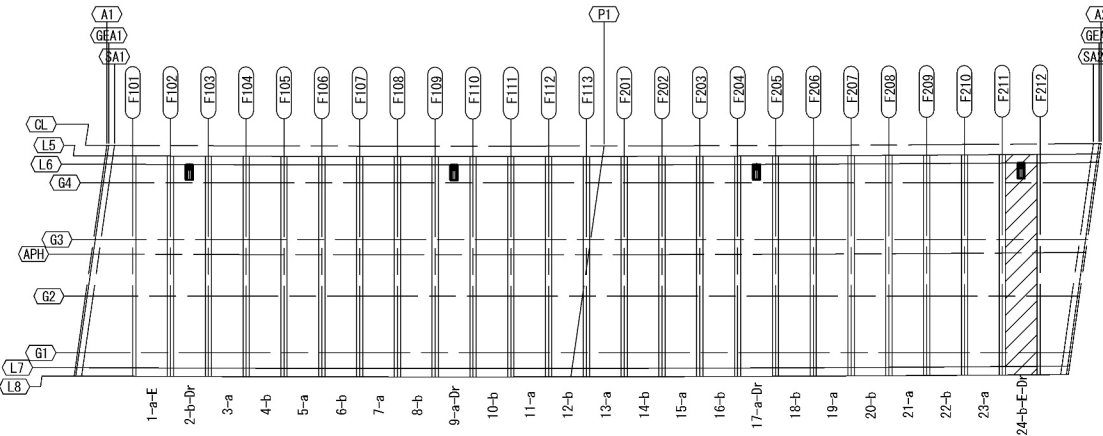 A1
GEA1
SA1
P1
SA2
F101
F102
F103
F104
F105
F106
F107
F108
F109
F110
F111
F112
F113
F201
F202
F203
F204
F205
F206
F207
F208
F209
F210
F211
F212
CL
L5
L6
G4
G3
APH
G2
G1
L7
L8
1-a-E
2-b-Dr
3-a
4-b
5-a
6-b
7-a
8-b
9-a-Dr
10-b
11-a
12-b
13-a
14-b
15-a
16-b
17-a-Dr
18-b
19-a
20-b
21-a
22-b
23-a
24-b-E-Dr